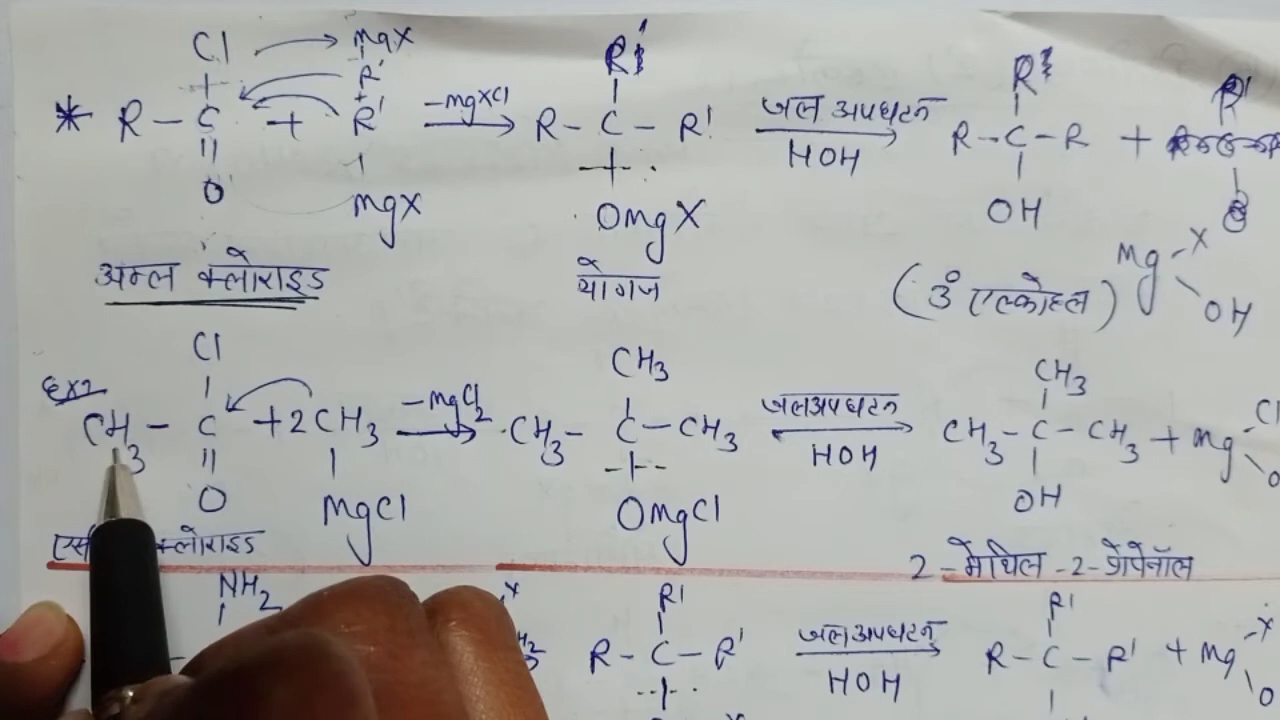 Cl MgX R' R'
R'
* R - C + R' -MgXCl R - C - R' जल अपघटन R - C - R +
|| HOH
O MgX OMgX OH
अम्ल क्लोराइड योगज (3° एल्कोहल) Mg X OH
Cl CH3 CH3
Ex2 CH3 - C + 2CH3 -MgCl2 CH3 - C - CH3 जलअपघटन CH3 - C - CH3 + Mg Cl
|| HOH
O MgCl OMgCl OH
क्लोराइड 2-मेथिल-2-प्रोपेनॉल
NH2 R' R'
R - C - R' जलअपघटन R - C - R' + Mg X
HOH